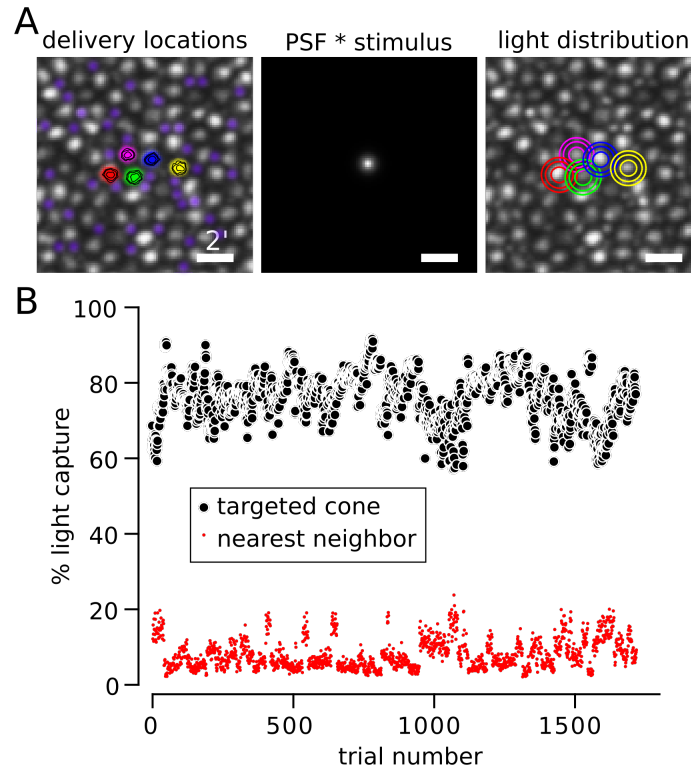 A
delivery locations
PSF * stimulus
light distribution
2'
B
100
80
60
40
20
0
% light capture
targeted cone
nearest neighbor
0
500
1000
1500
trial number